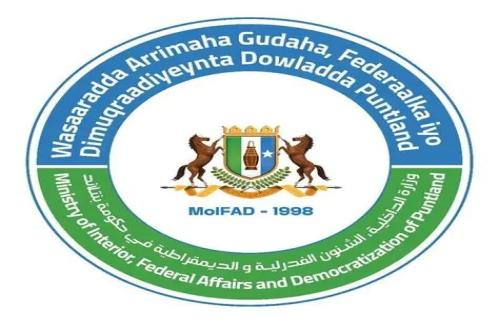 Wasaaradda Arrimaha Gudaha, Federaalka iyo
Dimuqraadiyeynta Dowladda Puntland
MoIFAD - 1998
وزارة الداخلية، الشئون الفدرلية و الديمقراطية في حكومة بنتلاند
Ministry of Interior, Federal Affairs and Democratization of Puntland